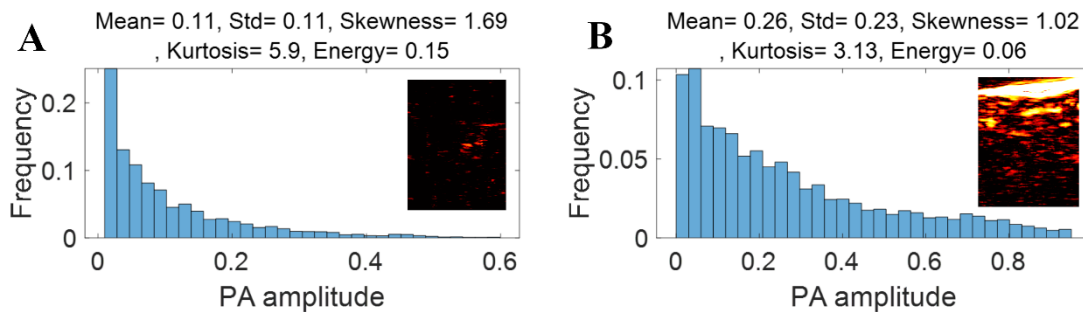 A
Mean= 0.11, Std= 0.11, Skewness= 1.69
, Kurtosis= 5.9, Energy= 0.15
Frequency
0.2
0.1
0
0
0.2
0.4
0.6
PA amplitude
B
Mean= 0.26, Std= 0.23, Skewness= 1.02
, Kurtosis= 3.13, Energy= 0.06
Frequency
0.1
0.05
0
0
0.2
0.4
0.6
0.8
PA amplitude